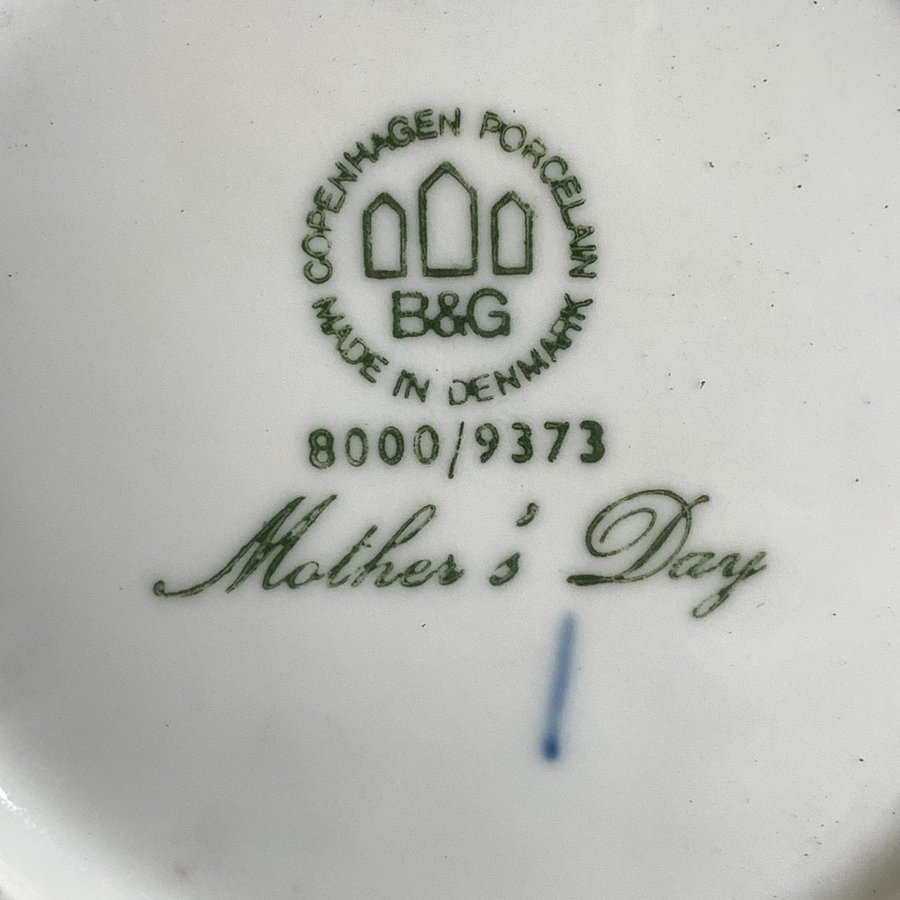 COPENHAGEN PORCELAIN
B&G
MADE IN DENMARK
8000/9373
Mother's Day